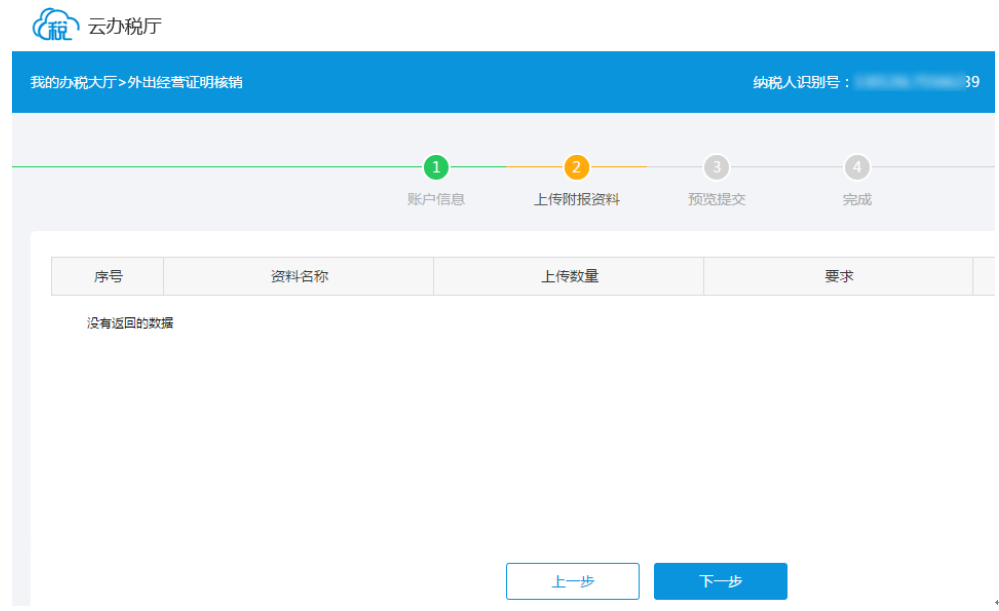 税 云办税厅
我的办税大厅>外出经营证明核销 纳税人识别号： 39
1 2 3 4
账户信息 上传附报资料 预览提交 完成
序号 资料名称 上传数量 要求
没有返回的数据
上一步 下一步